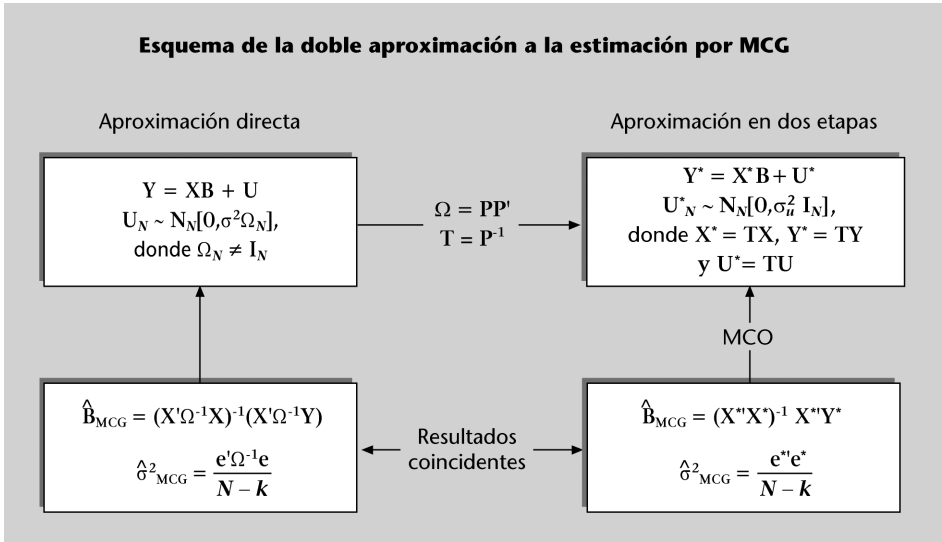 Esquema de la doble aproximación a la estimación por MCG
Aproximación directa
Aproximación en dos etapas
Y = XB + U
U_N ~ N_N[0,σ²Ω_N],
donde Ω_N ≠ I_N
Ω = PP'
T = P⁻¹
Y* = X*B + U*
U*_N ~ N_N[0,σ²_u I_N],
donde X* = TX, Y* = TY
y U* = TU
MCO
B̂_MCG = (X'Ω⁻¹X)⁻¹(X'Ω⁻¹Y)
σ̂²_MCG = e'Ω⁻¹e / N – k
Resultados
coincidentes
B̂_MCG = (X*'X*)⁻¹ X*'Y*
σ̂²_MCG = e*'e* / N – k